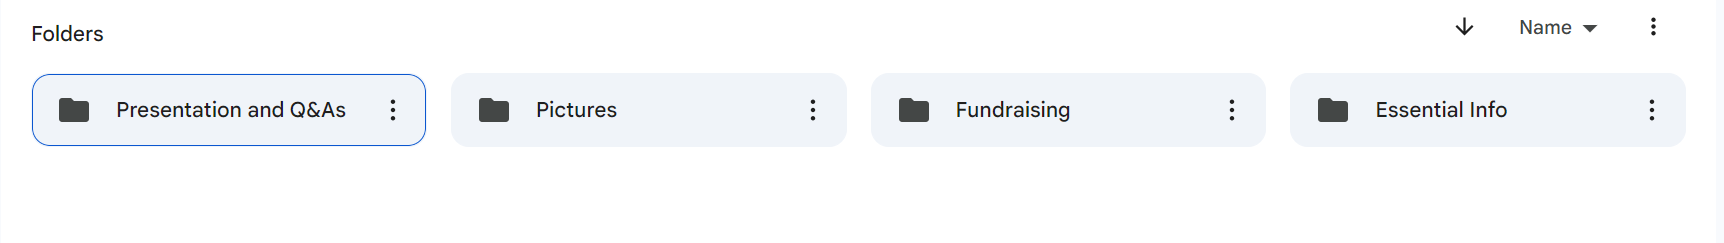 Folders
Name
Presentation and Q&As
Pictures
Fundraising
Essential Info